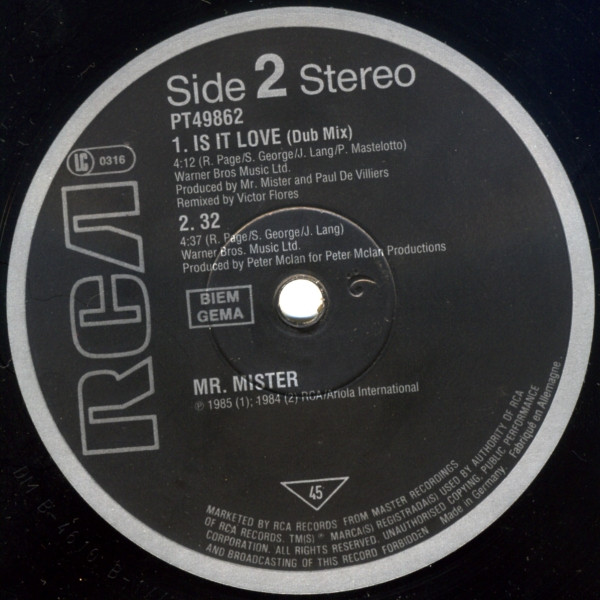 Side 2 Stereo
PT49862
1. IS IT LOVE (Dub Mix)
4:12 (R. Page/S. George/J. Lang/P. Mastelotto)
Warner Bros Music Ltd.
Produced by Mr. Mister and Paul De Villiers
Remixed by Victor Flores
LC 0316
2. 32
4:37 (R. Page/S. George/J. Lang)
Warner Bros. Music Ltd.
Produced by Peter McIan for Peter McIan Productions
RCA
BIEM
GEMA
MR. MISTER
℗ 1985 (1); 1984 (2) RCA/Ariola International
45
MARKETED BY RCA RECORDS FROM MASTER RECORDINGS
OF RCA RECORDS. TM(S) ® MARCA(S) REGISTRADA(S) USED BY AUTHORITY OF RCA
CORPORATION. ALL RIGHTS RESERVED. UNAUTHORISED COPYING, PUBLIC PERFORMANCE
AND BROADCASTING OF THIS RECORD FORBIDDEN
Made in Germany. Fabriqué en Allemagne.